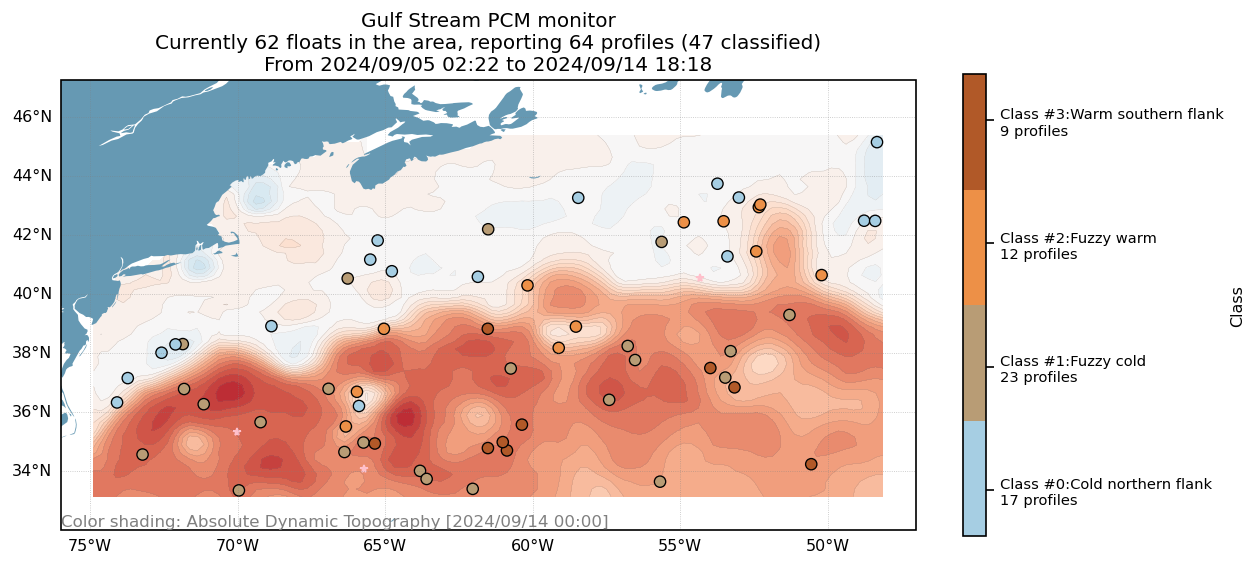 Gulf Stream PCM monitor
Currently 62 floats in the area, reporting 64 profiles (47 classified)
From 2024/09/05 02:22 to 2024/09/14 18:18
46°N
44°N
42°N
40°N
38°N
36°N
34°N
Color shading: Absolute Dynamic Topography [2024/09/14 00:00]
75°W
70°W
65°W
60°W
55°W
50°W
Class #3:Warm southern flank
9 profiles
Class #2:Fuzzy warm
12 profiles
Class #1:Fuzzy cold
23 profiles
Class #0:Cold northern flank
17 profiles
Class